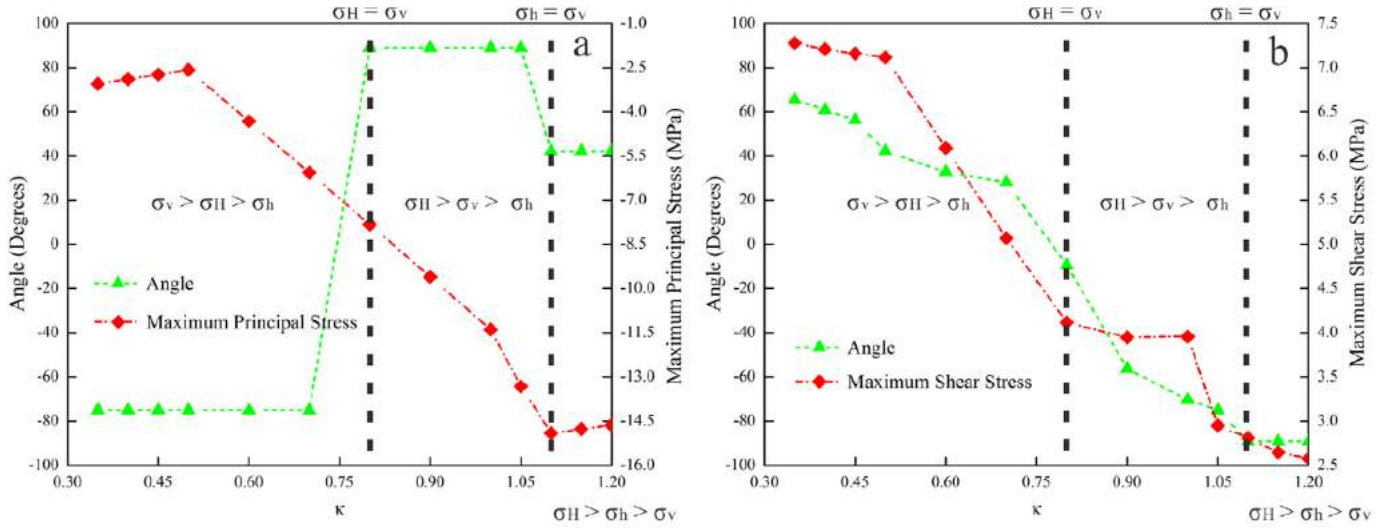 σH = σv
σh = σv
a
100
80
60
40
20
0
-20
-40
-60
-80
-100
Angle (Degrees)
-1.0
-2.5
-4.0
-5.5
-7.0
-8.5
-10.0
-11.5
-13.0
-14.5
-16.0
Maximum Principal Stress (MPa)
σv > σH > σh
σH > σv > σh
Angle
Maximum Principal Stress
0.30
0.45
0.60
0.75
0.90
1.05
1.20
κ
σH > σh > σv
σH = σv
σh = σv
b
100
80
60
40
20
0
-20
-40
-60
-80
-100
Angle (Degrees)
7.5
7.0
6.5
6.0
5.5
5.0
4.5
4.0
3.5
3.0
2.5
Maximum Shear Stress (MPa)
σv > σH > σh
σH > σv > σh
Angle
Maximum Shear Stress
0.30
0.45
0.60
0.75
0.90
1.05
1.20
κ
σH > σh > σv